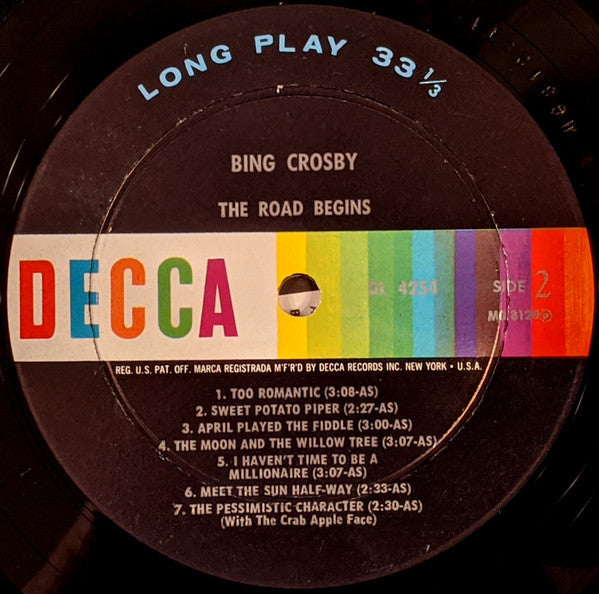 LONG PLAY 33 1/3
BING CROSBY
THE ROAD BEGINS
DECCA
DL 4254
SIDE 2
REG. U.S. PAT. OFF. MARCA REGISTRADA M'F'R'D BY DECCA RECORDS INC. NEW YORK • U.S.A.
1. TOO ROMANTIC (3:08-AS)
2. SWEET POTATO PIPER (2:27-AS)
3. APRIL PLAYED THE FIDDLE (3:00-AS)
4. THE MOON AND THE WILLOW TREE (3:07-AS)
5. I HAVEN'T TIME TO BE A
MILLIONAIRE (3:07-AS)
6. MEET THE SUN HALF-WAY (2:33-AS)
7. THE PESSIMISTIC CHARACTER (2:30-AS)
(With The Crab Apple Face)